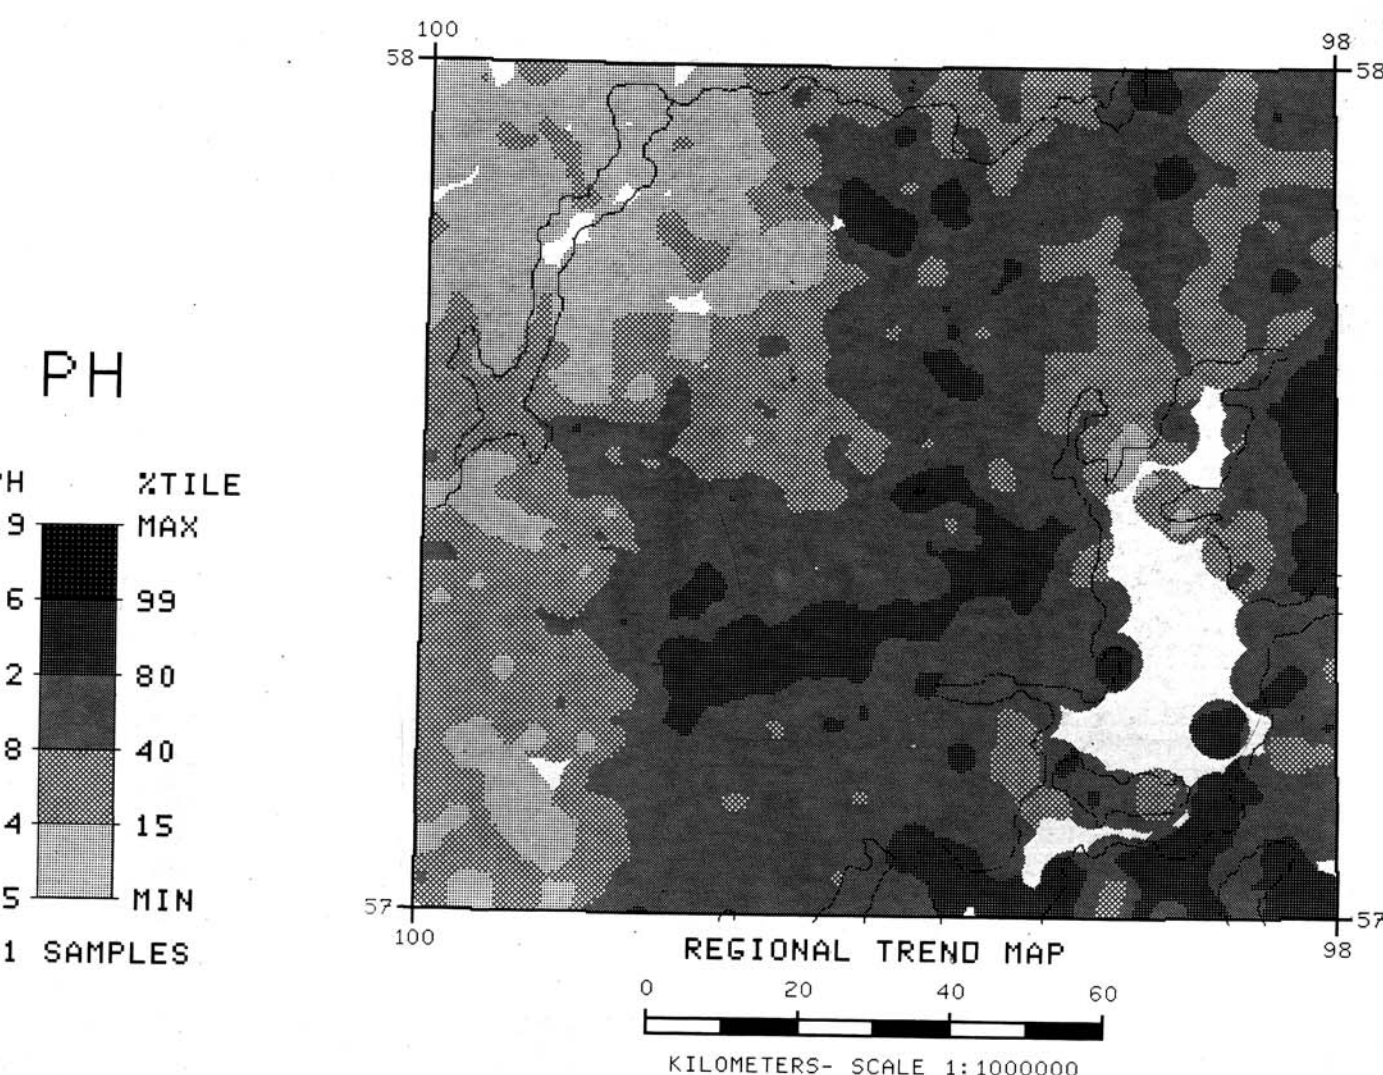 100 98
58 58
PH
H %TILE
9 MAX
6 99
2 80
8 40
4 15
5 MIN
57 57
100 98
1 SAMPLES
REGIONAL TREND MAP
0 20 40 60
KILOMETERS- SCALE 1:1000000